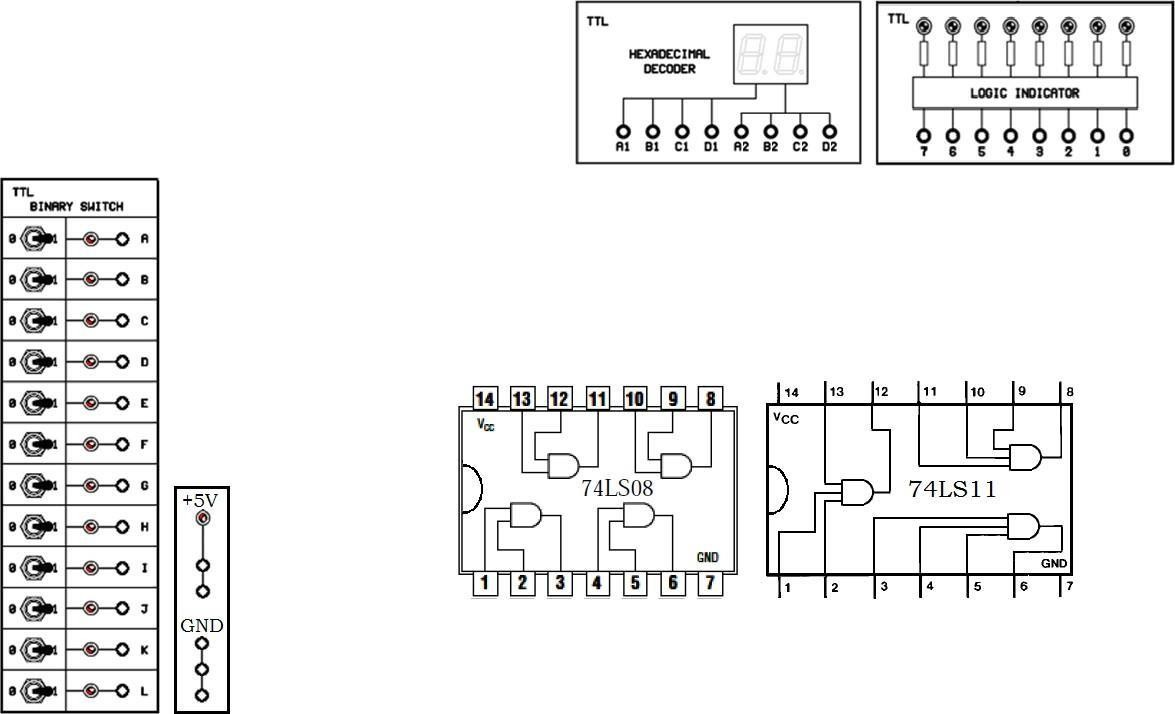 TTL
HEXADECIMAL
DECODER
A1 B1 C1 D1 A2 B2 C2 D2
TTL
LOGIC INDICATOR
7 6 5 4 3 2 1 0
TTL
BINARY SWITCH
0 1 A
0 1 B
0 1 C
0 1 D
0 1 E
0 1 F
0 1 G
0 1 H
0 1 I
0 1 J
0 1 K
0 1 L
+5V
GND
14 13 12 11 10 9 8
VCC
74LS08
GND
1 2 3 4 5 6 7
14 13 12 11 10 9 8
VCC
74LS11
GND
1 2 3 4 5 6 7